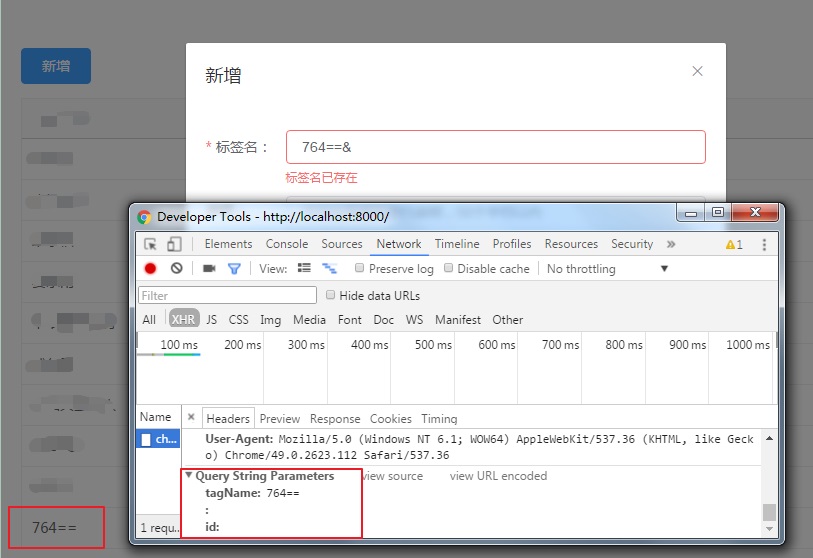 新增
新增
* 标签名：
764==&
标签名已存在
Developer Tools - http://localhost:8000/
Elements Console Sources Network Timeline Profiles Resources Security » 1
View: Preserve log Disable cache No throttling
Filter Hide data URLs
All XHR JS CSS Img Media Font Doc WS Manifest Other
100 ms 200 ms 300 ms 400 ms 500 ms 600 ms 700 ms 800 ms 900 ms 1000 ms
Name × Headers Preview Response Cookies Timing
ch...
User-Agent: Mozilla/5.0 (Windows NT 6.1; WOW64) AppleWebKit/537.36 (KHTML, like Geck
o) Chrome/49.0.2623.112 Safari/537.36
Query String Parameters view source view URL encoded
tagName: 764==
:
id:
1 requ...
764==